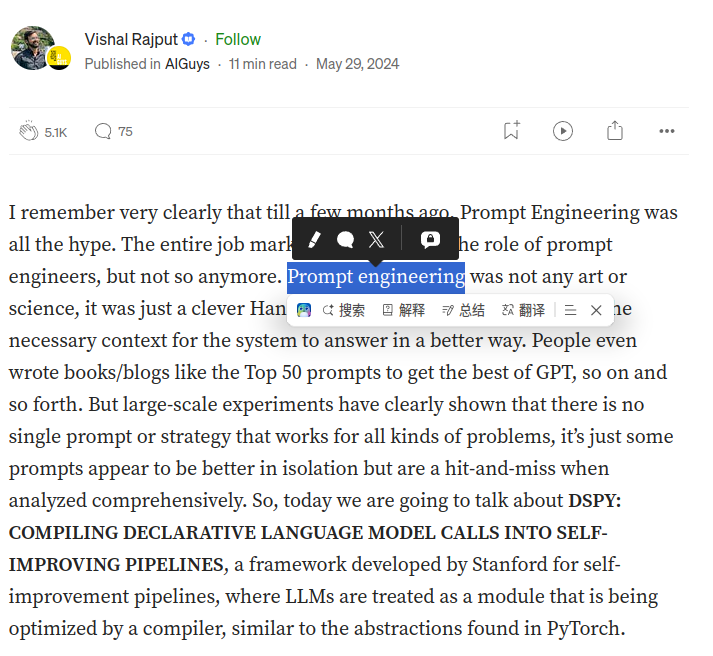 Vishal Rajput · Follow
Published in AIGuys · 11 min read · May 29, 2024
5.1K 75
I remember very clearly that till a few months ago, Prompt Engineering was
all the hype. The entire job mark he role of prompt
engineers, but not so anymore. Prompt engineering was not any art or
science, it was just a clever Han ne
搜索 解释 总结 翻译
necessary context for the system to answer in a better way. People even
wrote books/blogs like the Top 50 prompts to get the best of GPT, so on and
so forth. But large-scale experiments have clearly shown that there is no
single prompt or strategy that works for all kinds of problems, it’s just some
prompts appear to be better in isolation but are a hit-and-miss when
analyzed comprehensively. So, today we are going to talk about DSPY:
COMPILING DECLARATIVE LANGUAGE MODEL CALLS INTO SELF-
IMPROVING PIPELINES, a framework developed by Stanford for self-
improvement pipelines, where LLMs are treated as a module that is being
optimized by a compiler, similar to the abstractions found in PyTorch.